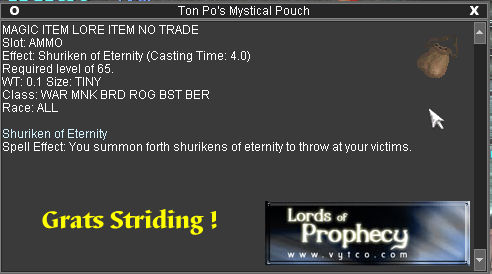 Ton Po's Mystical Pouch
MAGIC ITEM LORE ITEM NO TRADE
Slot: AMMO
Effect: Shuriken of Eternity (Casting Time: 4.0)
Required level of 65.
WT: 0.1 Size: TINY
Class: WAR MNK BRD ROG BST BER
Race: ALL
Shuriken of Eternity
Spell Effect: You summon forth shurikens of eternity to throw at your victims.
Grats Striding !
Lords of
Prophecy
www.vytco.com